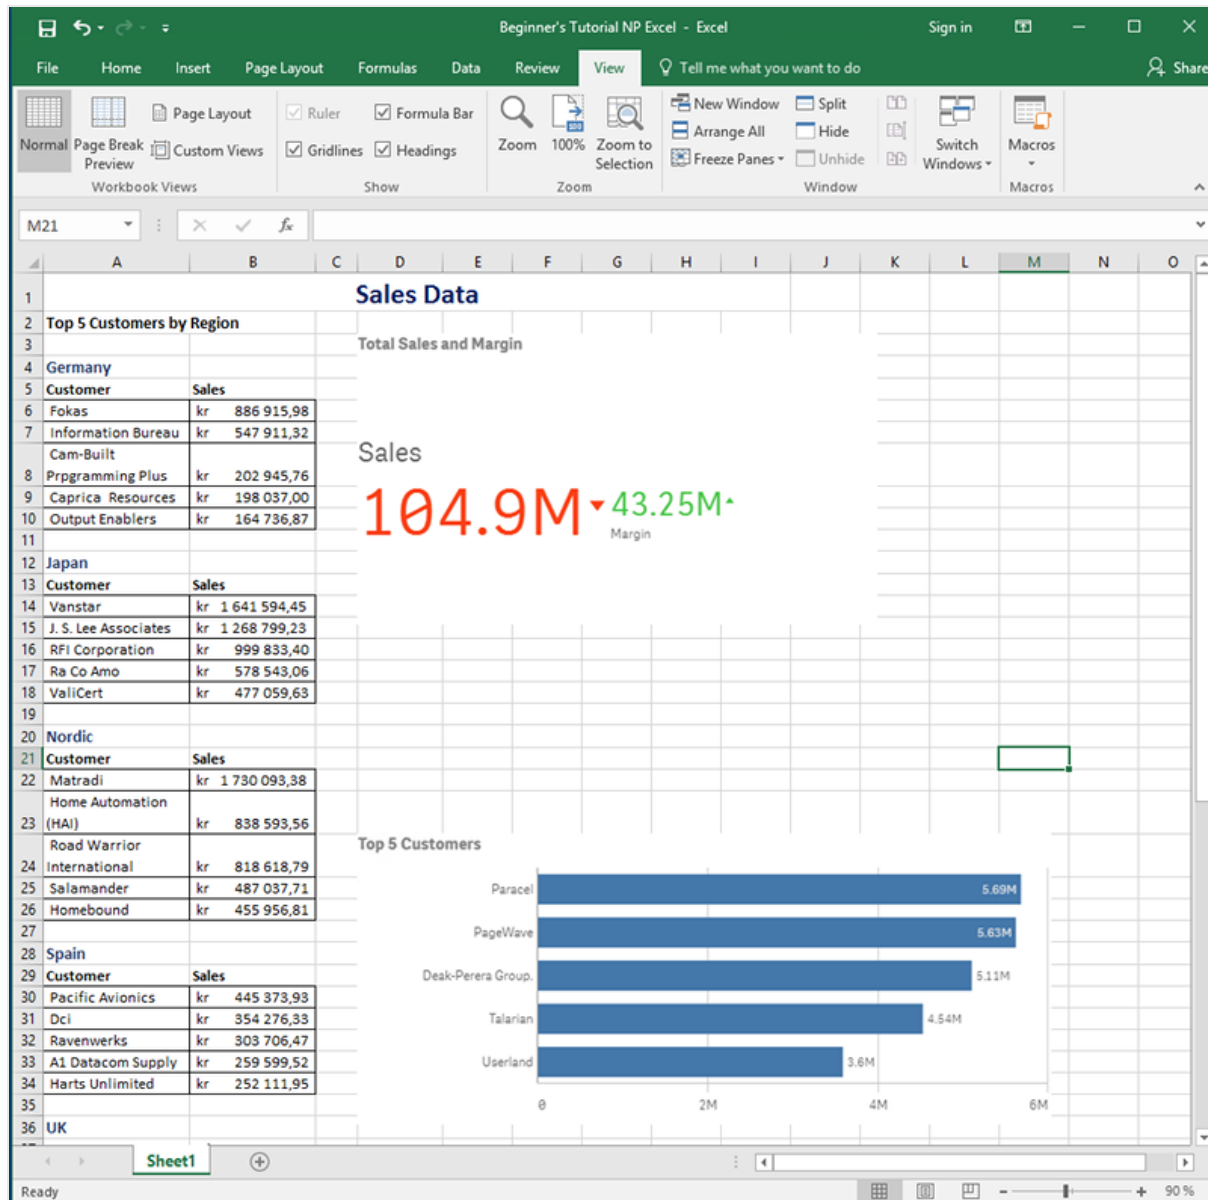 Beginner's Tutorial NP Excel - Excel
Sign in
File Home Insert Page Layout Formulas Data Review View Tell me what you want to do Share
Normal
Page Break
Preview
Page Layout
Custom Views
Workbook Views
Ruler
Formula Bar
Gridlines
Headings
Show
Zoom
100%
Zoom to
Selection
Zoom
New Window
Arrange All
Freeze Panes
Split
Hide
Unhide
Switch
Windows
Window
Macros
Macros
M21
fx
A B C D E F G H I J K L M N O
1 Sales Data
2 Top 5 Customers by Region
3
4 Germany
5 Customer Sales
6 Fokas kr 886 915,98
7 Information Bureau kr 547 911,32
Cam-Built
8 Prpgramming Plus kr 202 945,76
9 Caprica Resources kr 198 037,00
10 Output Enablers kr 164 736,87
11
12 Japan
13 Customer Sales
14 Vanstar kr 1 641 594,45
15 J. S. Lee Associates kr 1 268 799,23
16 RFI Corporation kr 999 833,40
17 Ra Co Amo kr 578 543,06
18 ValiCert kr 477 059,63
19
20 Nordic
21 Customer Sales
22 Matradi kr 1 730 093,38
Home Automation
23 (HAI) kr 838 593,56
Road Warrior
24 International kr 818 618,79
25 Salamander kr 487 037,71
26 Homebound kr 455 956,81
27
28 Spain
29 Customer Sales
30 Pacific Avionics kr 445 373,93
31 Dci kr 354 276,33
32 Ravenwerks kr 303 706,47
33 A1 Datacom Supply kr 259 599,52
34 Harts Unlimited kr 252 111,95
35
36 UK
Total Sales and Margin
Sales
104.9M 43.25M
Margin
Top 5 Customers
Paracel 5.69M
PageWave 5.63M
Deak-Perera Group. 5.11M
Talarian 4.54M
Userland 3.6M
0 2M 4M 6M
Sheet1
Ready
90 %